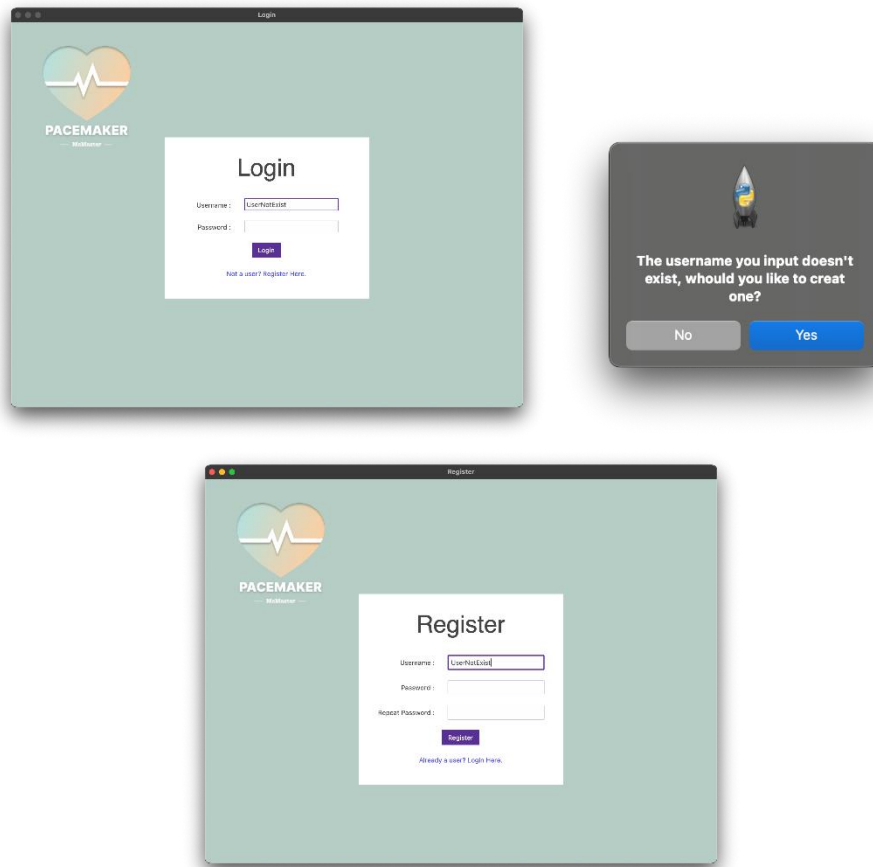 Login
PACEMAKER
McMaster
Login
Username :
UserNotExist
Password :
Login
Not a user? Register Here.
The username you input doesn't
exist, whould you like to creat
one?
No
Yes
Register
PACEMAKER
McMaster
Register
Username :
UserNotExist
Password :
Repeat Password :
Register
Already a user? Login Here.